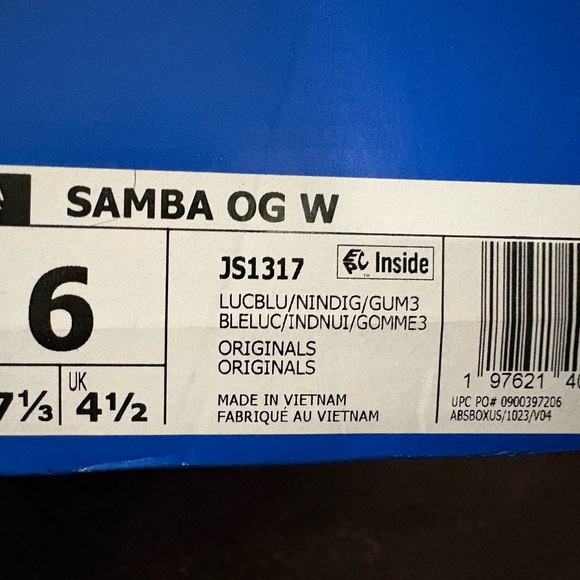 SAMBA OG W
6
JS1317
Inside
LUCBLU/NINDIG/GUM3
BLELUC/INDNUI/GOMME3
ORIGINALS
ORIGINALS
MADE IN VIETNAM
FABRIQUÉ AU VIETNAM
7⅓
UK
4½
1 97621 40
UPC PO# 0900397206
ABSBOXUS/1023/V04